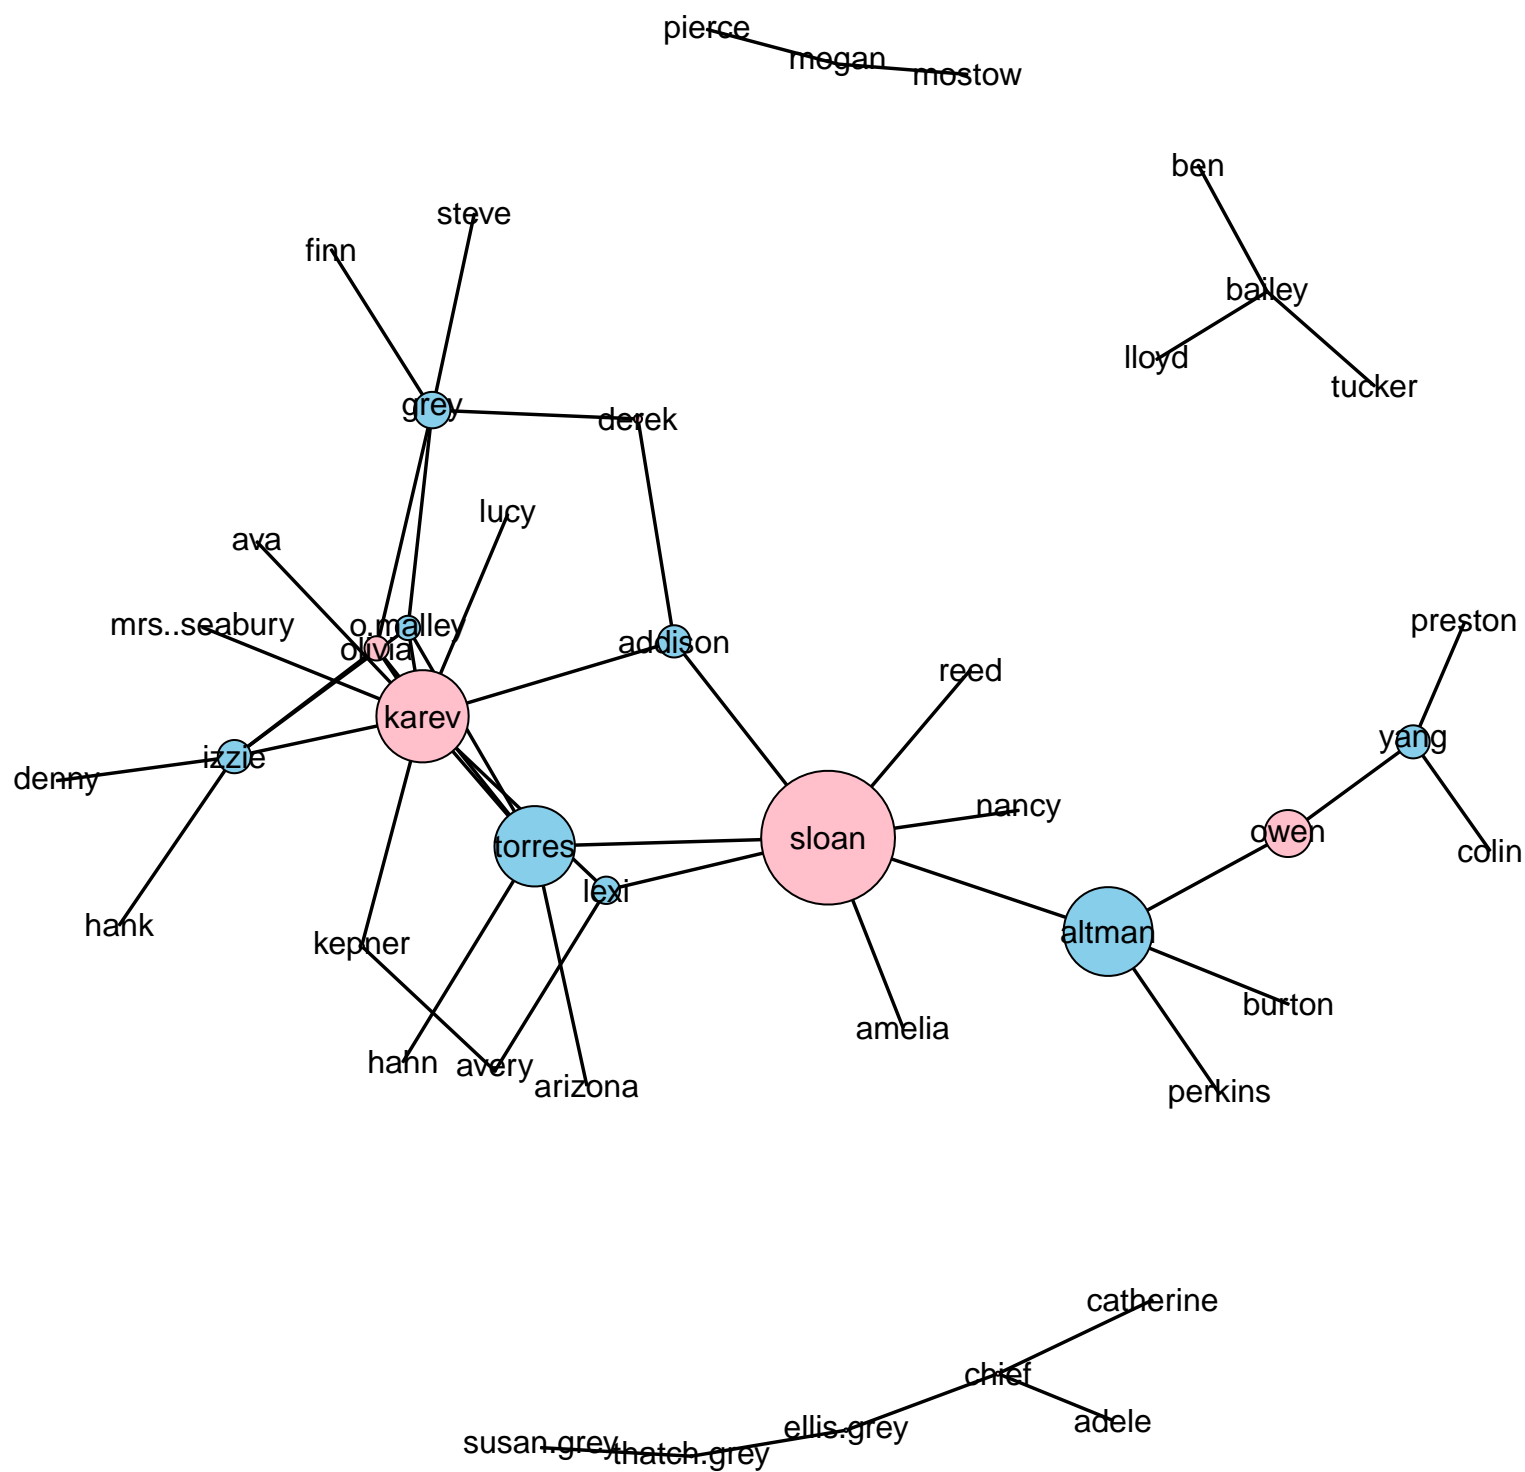 pierce
mogan
mostow
ben
steve
finn
bailey
lloyd
tucker
grey
derek
lucy
ava
mrs..seabury
o.malley
olivia
addison
preston
reed
karev
yang
izzie
denny
nancy
sloan
torres
owen
colin
lexi
hank
kepner
altman
burton
amelia
hahn
avery
arizona
perkins
catherine
chief
adele
ellis.grey
susan.grey
thatch.grey